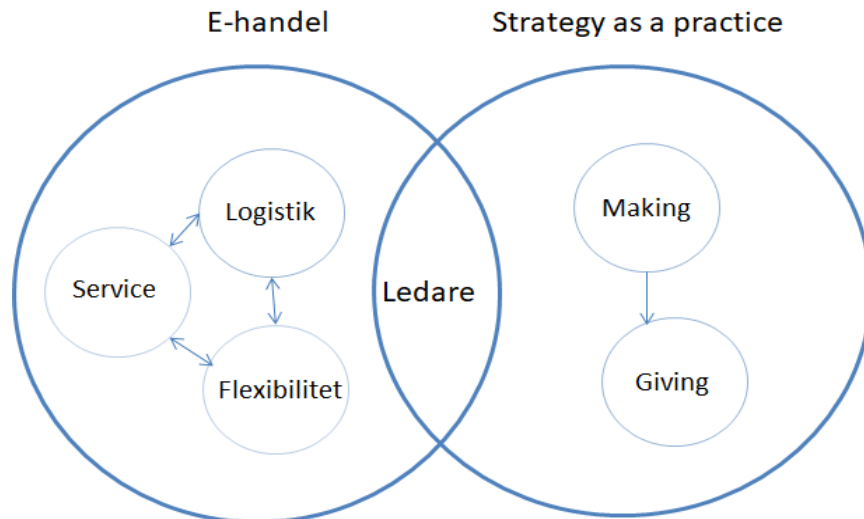 E-handel
Strategy as a practice
Logistik
Service
Flexibilitet
Ledare
Making
Giving